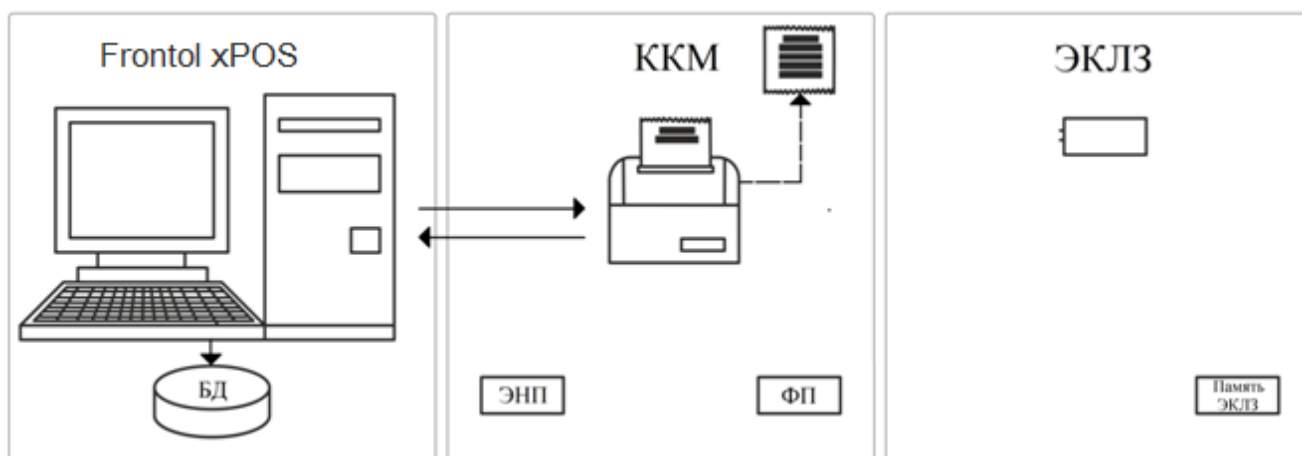 Frontol xPOS
ККМ
ЭКЛЗ
БД
ЭНП
ФП
Память
ЭКЛЗ